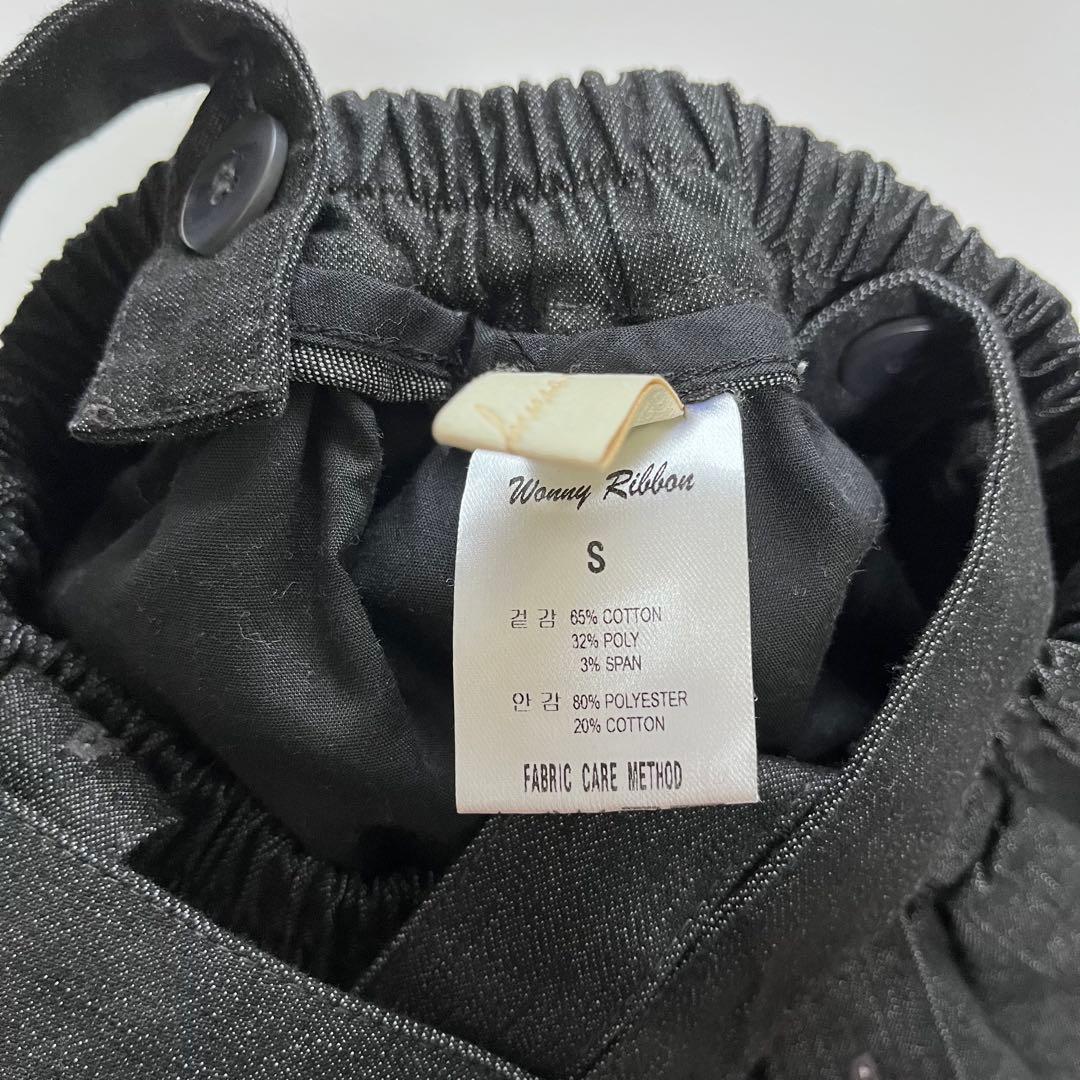 Wonny Ribbon
S
겉 감 65% COTTON
32% POLY
3% SPAN
안 감 80% POLYESTER
20% COTTON
FABRIC CARE METHOD